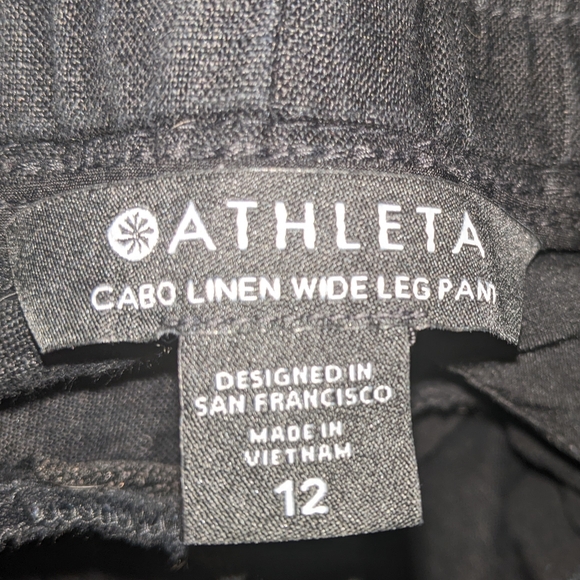 ATHLETA
CABO LINEN WIDE LEG PANT
DESIGNED IN
SAN FRANCISCO
MADE IN
VIETNAM
12